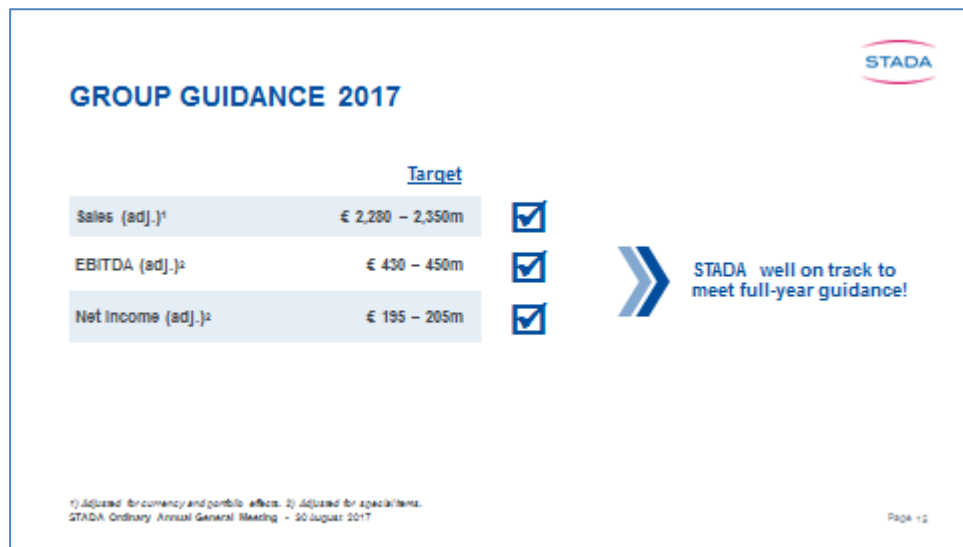 STADA
GROUP GUIDANCE 2017
Target
Sales (adj.)¹ € 2,280 – 2,350m
EBITDA (adj.)² € 430 – 450m
Net Income (adj.)² € 195 – 205m
STADA well on track to
meet full-year guidance!
1) Adjusted for currency and portfolio effects. 2) Adjusted for special items.
STADA Ordinary Annual General Meeting – 30 August 2017
Page 15